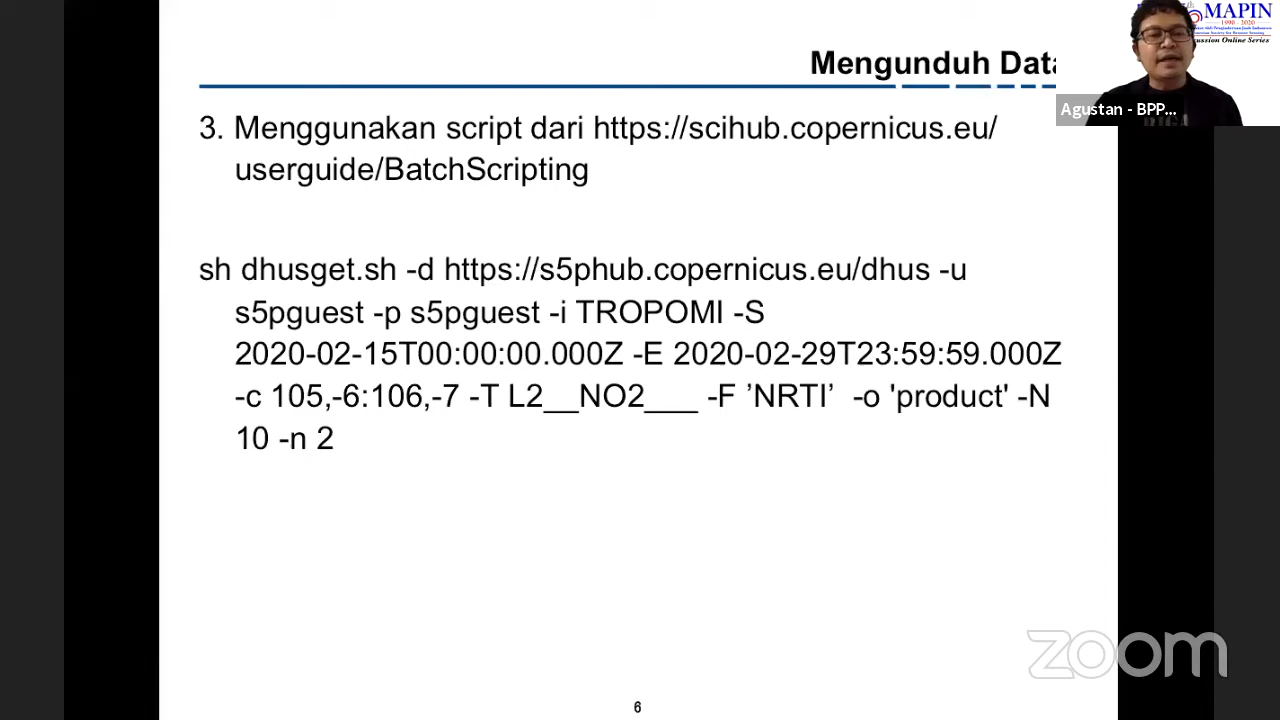 MAPIN
1990 - 2020
Mengunduh Data
Agustan - BPP...
3. Menggunakan script dari https://scihub.copernicus.eu/
userguide/BatchScripting
sh dhusget.sh -d https://s5phub.copernicus.eu/dhus -u
s5pguest -p s5pguest -i TROPOMI -S
2020-02-15T00:00:00.000Z -E 2020-02-29T23:59:59.000Z
-c 105,-6:106,-7 -T L2__NO2___ -F ’NRTI’ -o 'product' -N
10 -n 2
zoom
6